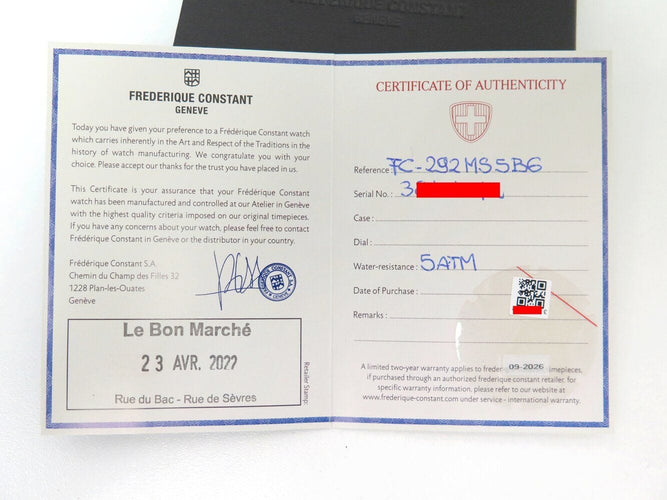 FREDERIQUE CONSTANT
GENEVE
FREDERIQUE CONSTANT
GENEVE
Today you have given your preference to a Frédérique Constant watch
which carries inherently in the Art and Respect of the Traditions in the
history of watch manufacturing. We congratulate you with your
choice. Please accept our thanks for the trust you have placed in us.
This Certificate is your assurance that your Frédérique Constant
watch has been manufactured and controlled at our Atelier in Genève
with the highest quality criteria imposed on our original timepieces.
If you have any concerns about your watch, please feel free to contact
Frédérique Constant in Genève or the distributor in your country.
Frédérique Constant S.A.
Chemin du Champ des Filles 32
1228 Plan-les-Ouates
Genève
FREDERIQUE CONSTANT S.A.
GENEVE
Le Bon Marché
23 AVR. 2022
Rue du Bac - Rue de Sèvres
Retailer Stamp:
CERTIFICATE OF AUTHENTICITY
Reference: FC-292MS5B6
Serial No.: 3
Case:
Dial:
Water-resistance: 5ATM
Date of Purchase:
Remarks:
A limited two-year warranty applies to freder 09-2026 timepieces,
if purchased through an authorized frederique constant retailer. for
specific warranty information, please refer to our website at
www.frederique-constant.com under service - international warranty.